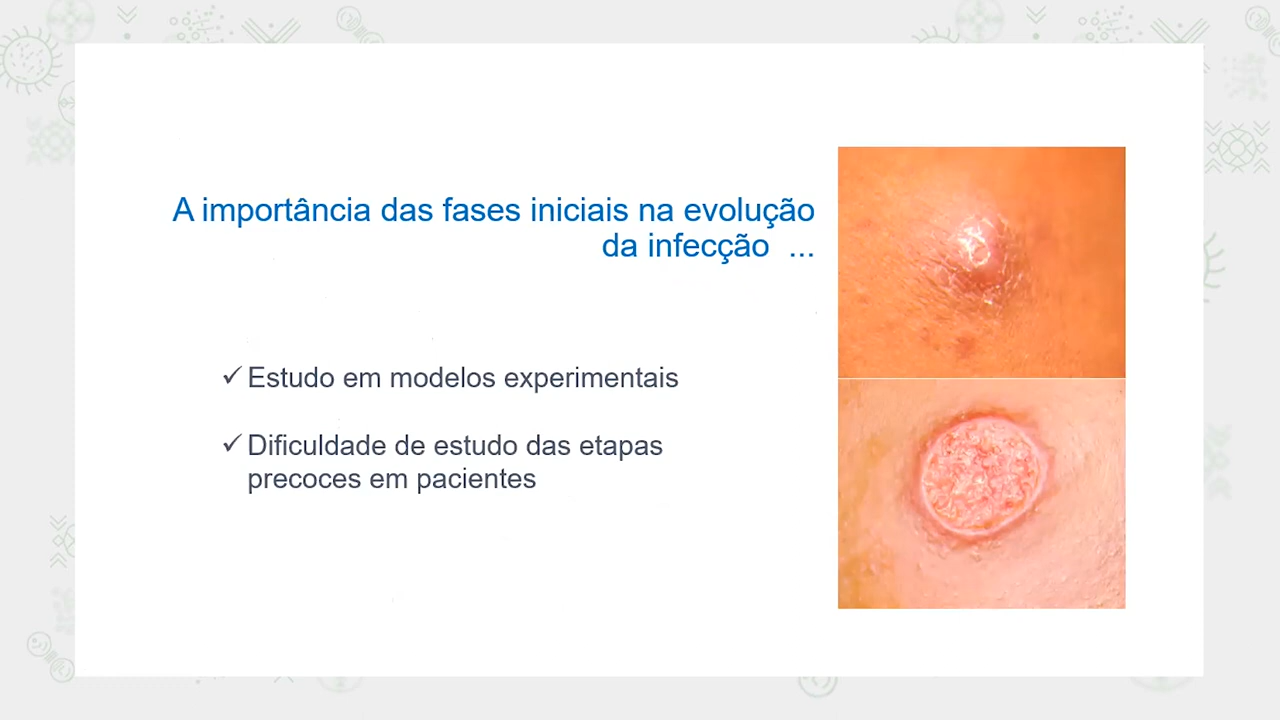 A importância das fases iniciais na evolução
da infecção ...
✓ Estudo em modelos experimentais
✓ Dificuldade de estudo das etapas
precoces em pacientes